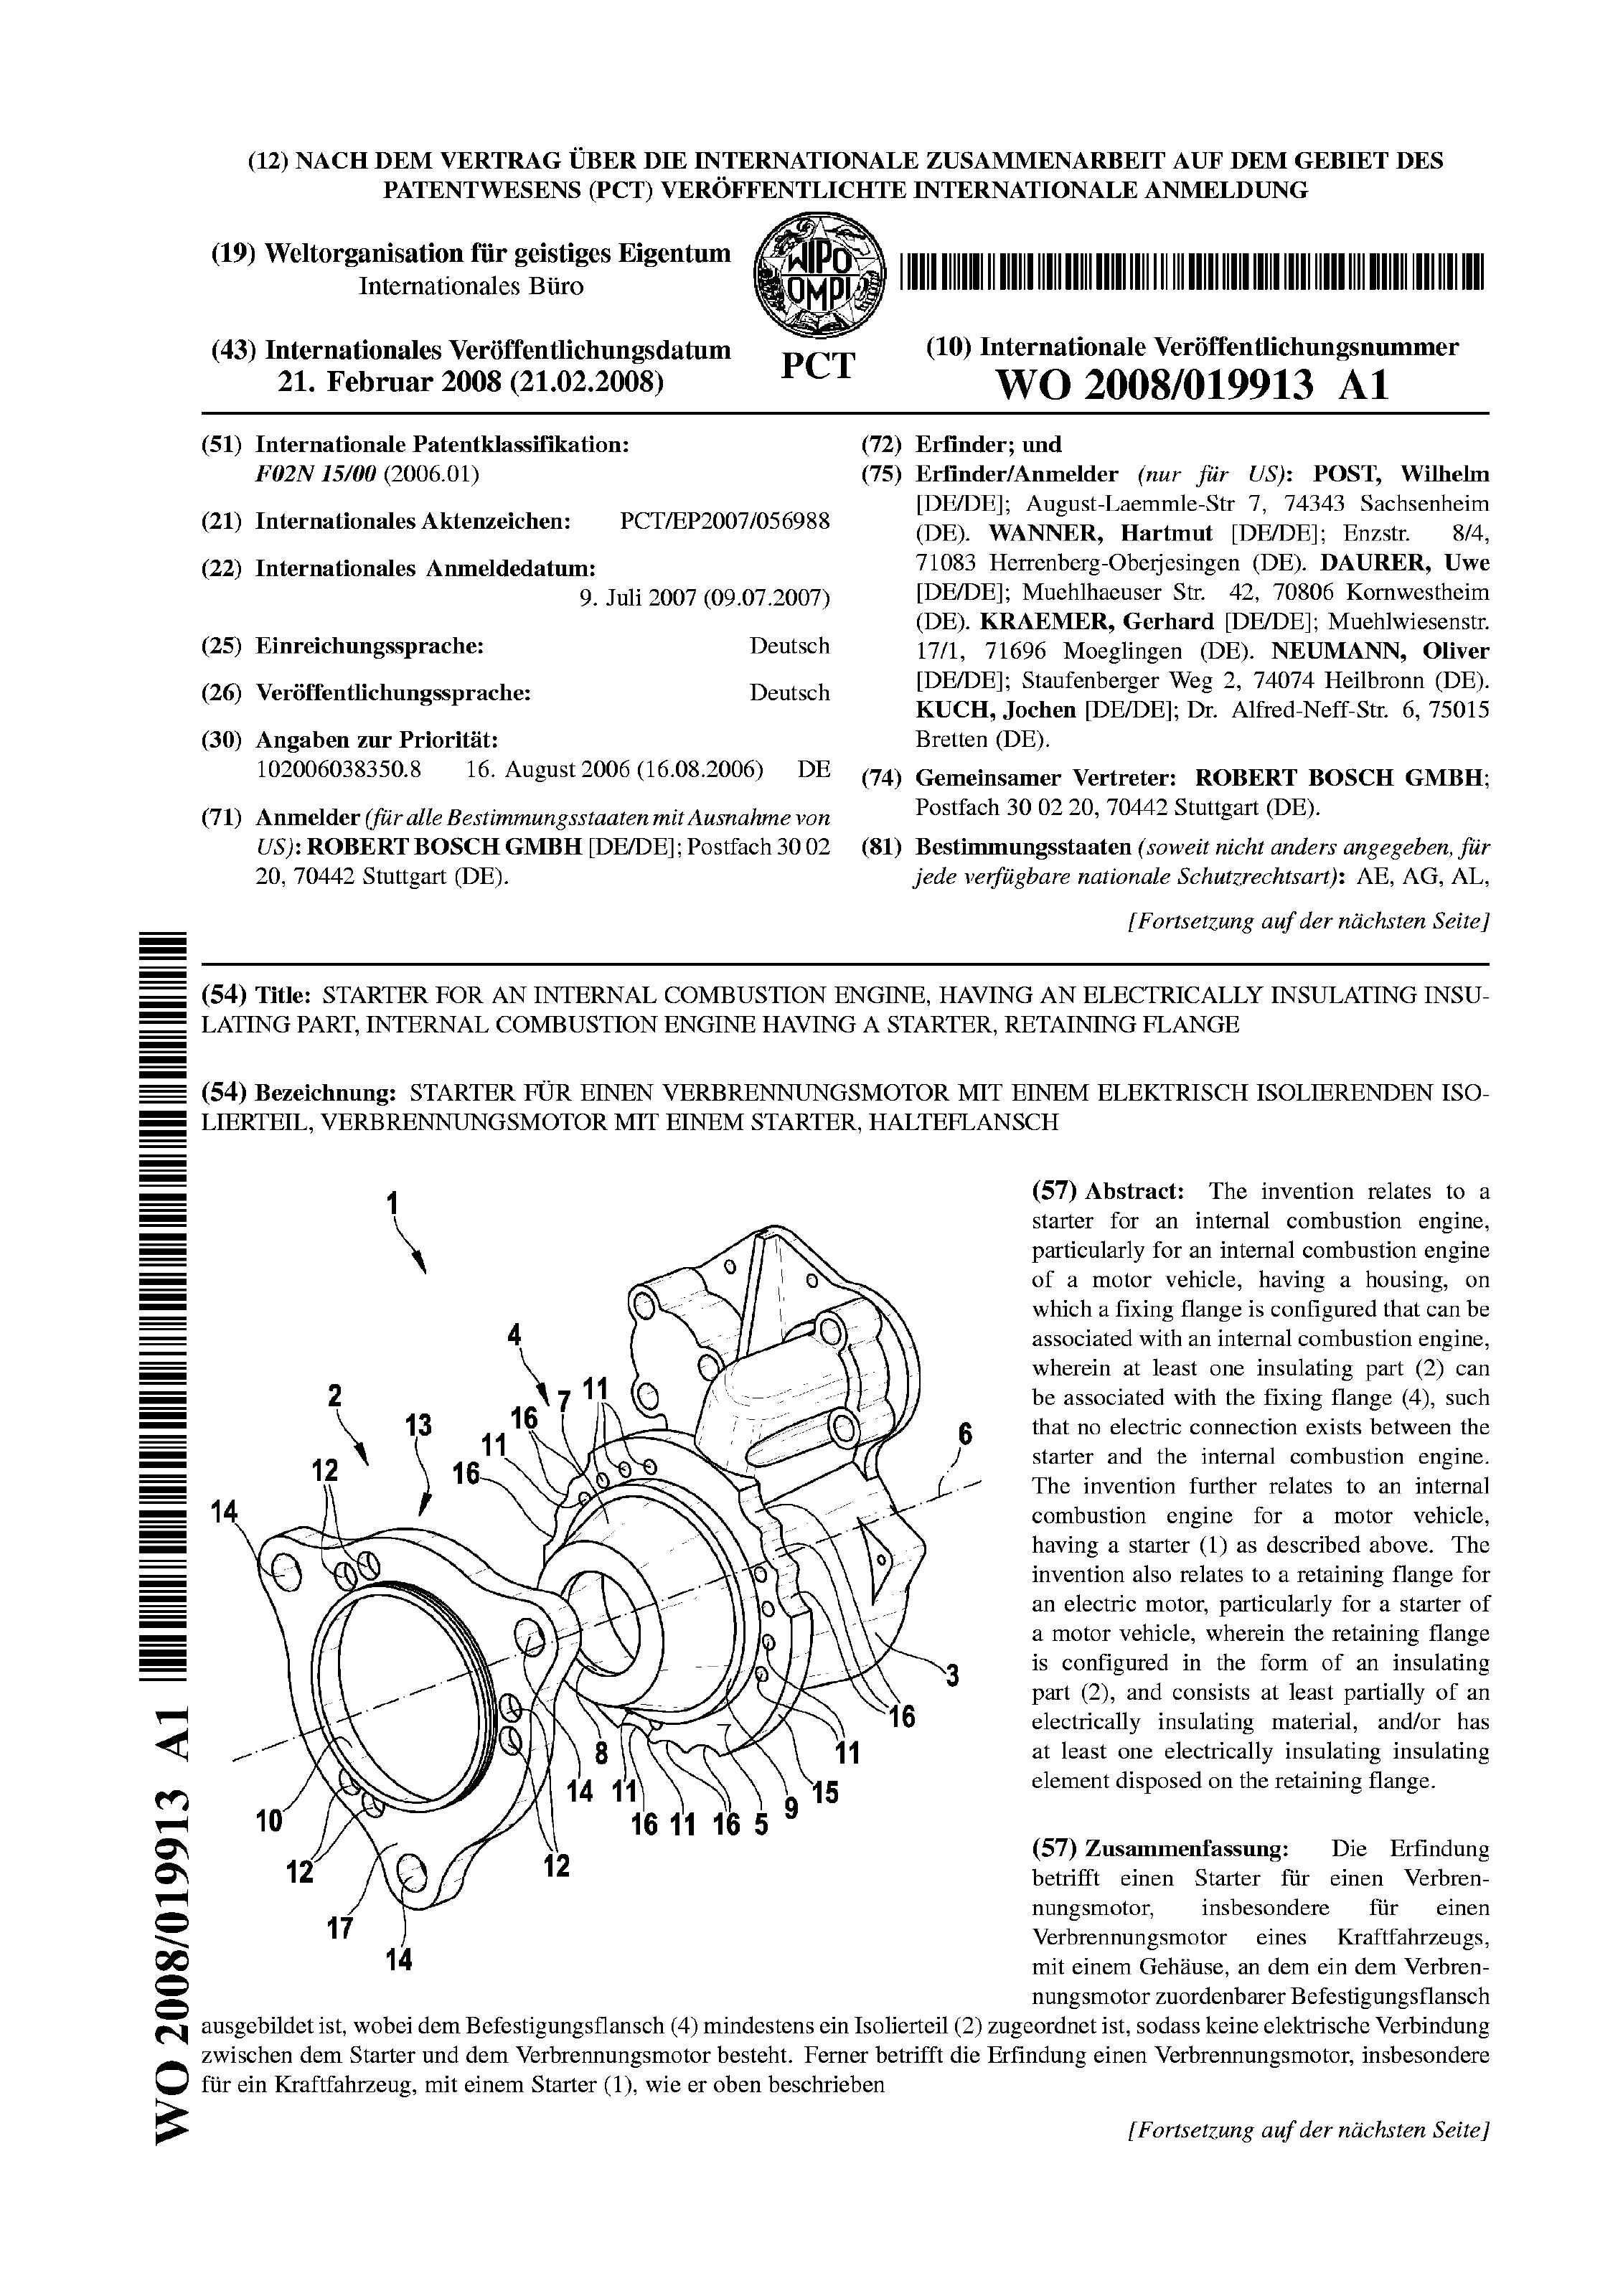 (12) NACH DEM VERTRAG ÜBER DIE INTERNATIONALE ZUSAMMENARBEIT AUF DEM GEBIET DES
PATENTWESENS (PCT) VERÖFFENTLICHTE INTERNATIONALE ANMELDUNG
(19) Weltorganisation für geistiges Eigentum
Internationales Büro
WIPO
OMPI
PCT
(43) Internationales Veröffentlichungsdatum
21. Februar 2008 (21.02.2008)
(10) Internationale Veröffentlichungsnummer
WO 2008/019913 A1
(51) Internationale Patentklassifikation:
F02N 15/00 (2006.01)
(21) Internationales Aktenzeichen: PCT/EP2007/056988
(22) Internationales Anmeldedatum:
9. Juli 2007 (09.07.2007)
(25) Einreichungssprache: Deutsch
(26) Veröffentlichungssprache: Deutsch
(30) Angaben zur Priorität:
102006038350.8 16. August 2006 (16.08.2006) DE
(71) Anmelder (für alle Bestimmungsstaaten mit Ausnahme von
US): ROBERT BOSCH GMBH [DE/DE]; Postfach 30 02
20, 70442 Stuttgart (DE).
(72) Erfinder; und
(75) Erfinder/Anmelder (nur für US): POST, Wilhelm
[DE/DE]; August-Laemmle-Str 7, 74343 Sachsenheim
(DE). WANNER, Hartmut [DE/DE]; Enzstr. 8/4,
71083 Herrenberg-Oberjesingen (DE). DAURER, Uwe
[DE/DE]; Muehlhaeuser Str. 42, 70806 Kornwestheim
(DE). KRAEMER, Gerhard [DE/DE]; Muehlwiesenstr.
17/1, 71696 Moeglingen (DE). NEUMANN, Oliver
[DE/DE]; Staufenberger Weg 2, 74074 Heilbronn (DE).
KUCH, Jochen [DE/DE]; Dr. Alfred-Neff-Str. 6, 75015
Bretten (DE).
(74) Gemeinsamer Vertreter: ROBERT BOSCH GMBH;
Postfach 30 02 20, 70442 Stuttgart (DE).
(81) Bestimmungsstaaten (soweit nicht anders angegeben, für
jede verfügbare nationale Schutzrechtsart): AE, AG, AL,
[Fortsetzung auf der nächsten Seite]
(54) Title: STARTER FOR AN INTERNAL COMBUSTION ENGINE, HAVING AN ELECTRICALLY INSULATING INSU-
LATING PART, INTERNAL COMBUSTION ENGINE HAVING A STARTER, RETAINING FLANGE
(54) Bezeichnung: STARTER FÜR EINEN VERBRENNUNGSMOTOR MIT EINEM ELEKTRISCH ISOLIERENDEN ISO-
LIERTEIL, VERBRENNUNGSMOTOR MIT EINEM STARTER, HALTEFLANSCH
1
4
2
7 11
13
16
11
6
12
16
14
3
16
8
11
14 11
15
10
9
16 11 16 5
12
12
17
14
(57) Abstract: The invention relates to a
starter for an internal combustion engine,
particularly for an internal combustion engine
of a motor vehicle, having a housing, on
which a fixing flange is configured that can be
associated with an internal combustion engine,
wherein at least one insulating part (2) can
be associated with the fixing flange (4), such
that no electric connection exists between the
starter and the internal combustion engine.
The invention further relates to an internal
combustion engine for a motor vehicle,
having a starter (1) as described above. The
invention also relates to a retaining flange for
an electric motor, particularly for a starter of
a motor vehicle, wherein the retaining flange
is configured in the form of an insulating
part (2), and consists at least partially of an
electrically insulating material, and/or has
at least one electrically insulating insulating
element disposed on the retaining flange.
(57) Zusammenfassung: Die Erfindung
betrifft einen Starter für einen Verbren-
nungsmotor, insbesondere für einen
Verbrennungsmotor eines Kraftfahrzeugs,
mit einem Gehäuse, an dem ein dem Verbren-
nungsmotor zuordenbarer Befestigungsflansch
ausgebildet ist, wobei dem Befestigungsflansch (4) mindestens ein Isolierteil (2) zugeordnet ist, sodass keine elektrische Verbindung
zwischen dem Starter und dem Verbrennungsmotor besteht. Ferner betrifft die Erfindung einen Verbrennungsmotor, insbesondere
für ein Kraftfahrzeug, mit einem Starter (1), wie er oben beschrieben
[Fortsetzung auf der nächsten Seite]
WO 2008/019913 A1